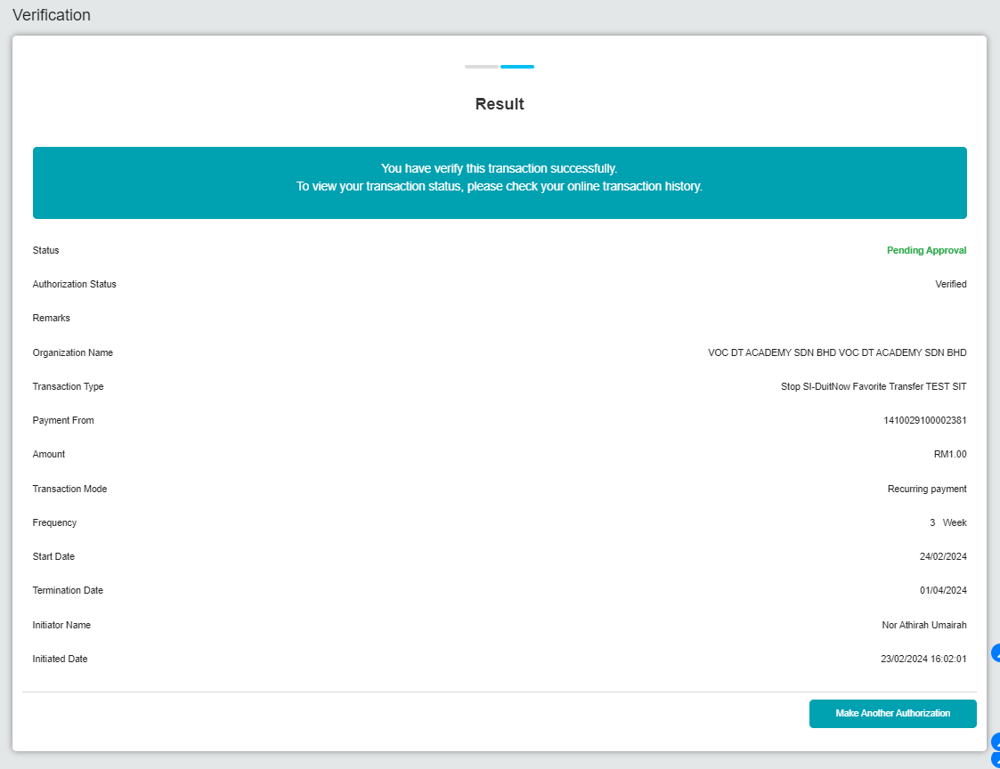 Verification
Result
You have verify this transaction successfully.
To view your transaction status, please check your online transaction history.
Status Pending Approval
Authorization Status Verified
Remarks
Organization Name VOC DT ACADEMY SDN BHD VOC DT ACADEMY SDN BHD
Transaction Type Stop SI-DuitNow Favorite Transfer TEST SIT
Payment From 1410029100002381
Amount RM1.00
Transaction Mode Recurring payment
Frequency 3 Week
Start Date 24/02/2024
Termination Date 01/04/2024
Initiator Name Nor Athirah Umairah
Initiated Date 23/02/2024 16:02:01
Make Another Authorization